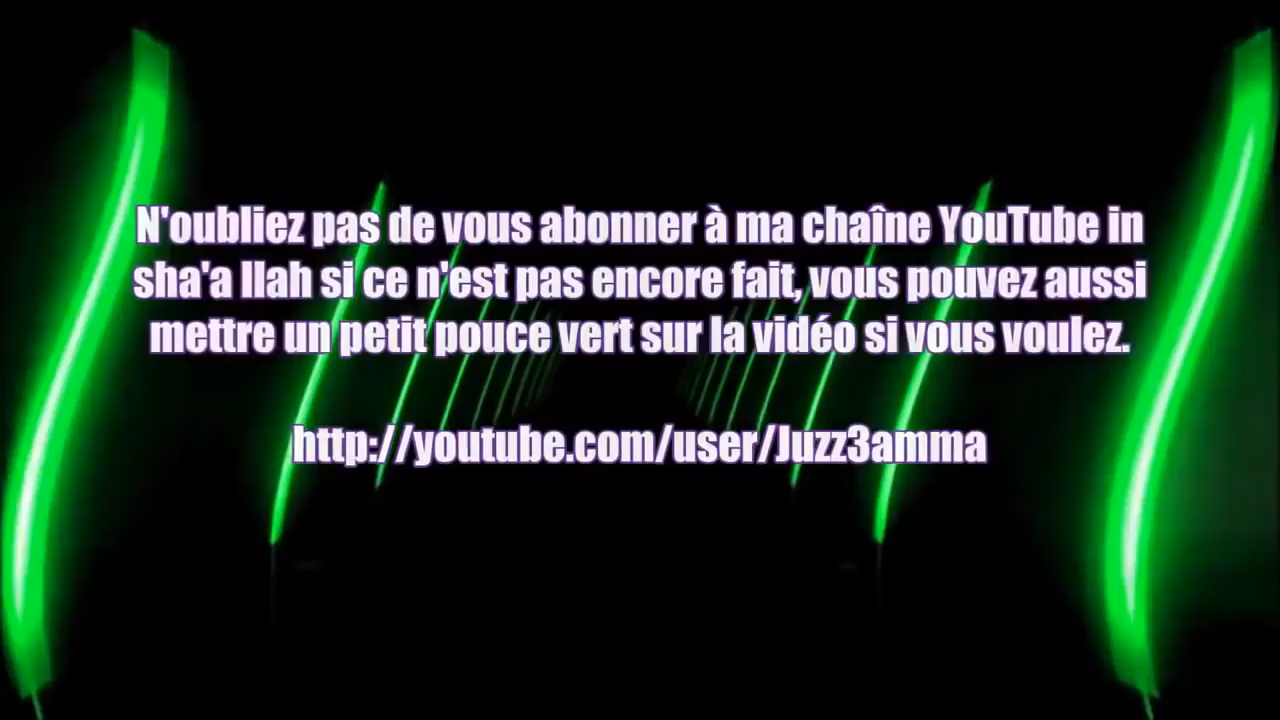 N'oubliez pas de vous abonner à ma chaîne YouTube in
sha'a llah si ce n'est pas encore fait, vous pouvez aussi
mettre un petit pouce vert sur la vidéo si vous voulez.
http://youtube.com/user/Juzz3amma